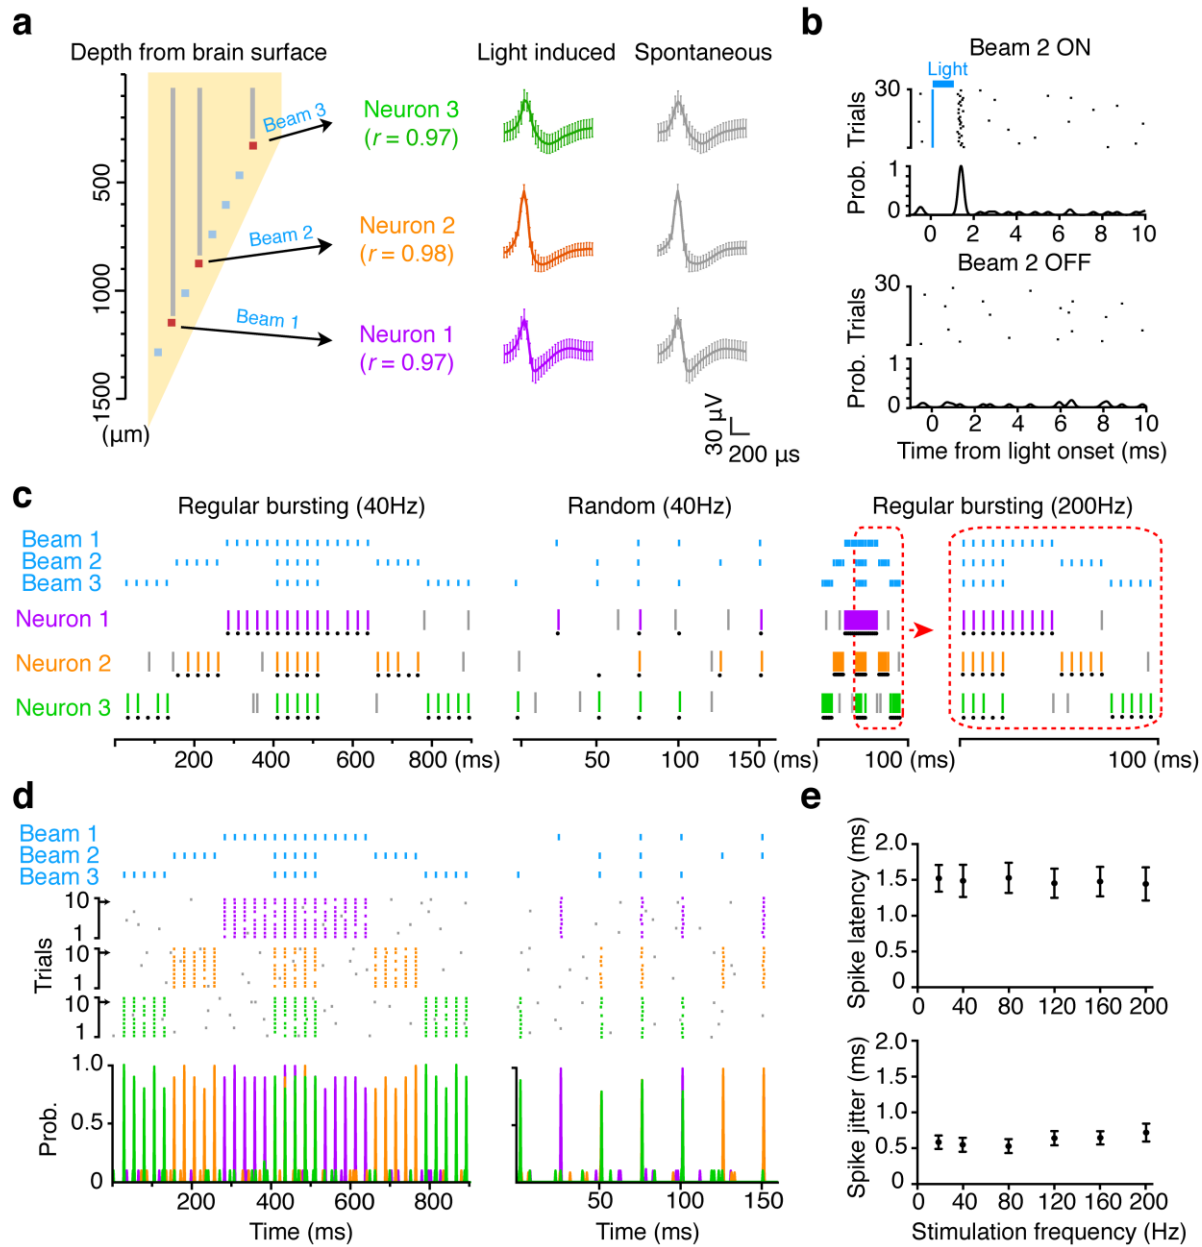 a
Depth from brain surface
Light induced
Spontaneous
500
1000
1500
(µm)
Beam 3
Beam 2
Beam 1
Neuron 3
(r = 0.97)
Neuron 2
(r = 0.98)
Neuron 1
(r = 0.97)
30 µV
200 µs
b
Beam 2 ON
Light
30
Trials
1
Prob.
0
0 2 4 6 8 10
Beam 2 OFF
30
Trials
1
Prob.
0
0 2 4 6 8 10
Time from light onset (ms)
c
Regular bursting (40Hz)
Random (40Hz)
Regular bursting (200Hz)
Beam 1
Beam 2
Beam 3
Neuron 1
Neuron 2
Neuron 3
200 400 600 800 (ms)
50 100 150 (ms)
100 (ms)
100 (ms)
d
Beam 1
Beam 2
Beam 3
Trials
10
1
10
1
10
1
Prob.
1.0
0.5
0
200 400 600 800
Time (ms)
50 100 150
Time (ms)
e
Spike latency (ms)
2.0
1.5
1.0
0.5
0
0 40 80 120 160 200
Spike jitter (ms)
2.0
1.5
1.0
0.5
0
0 40 80 120 160 200
Stimulation frequency (Hz)